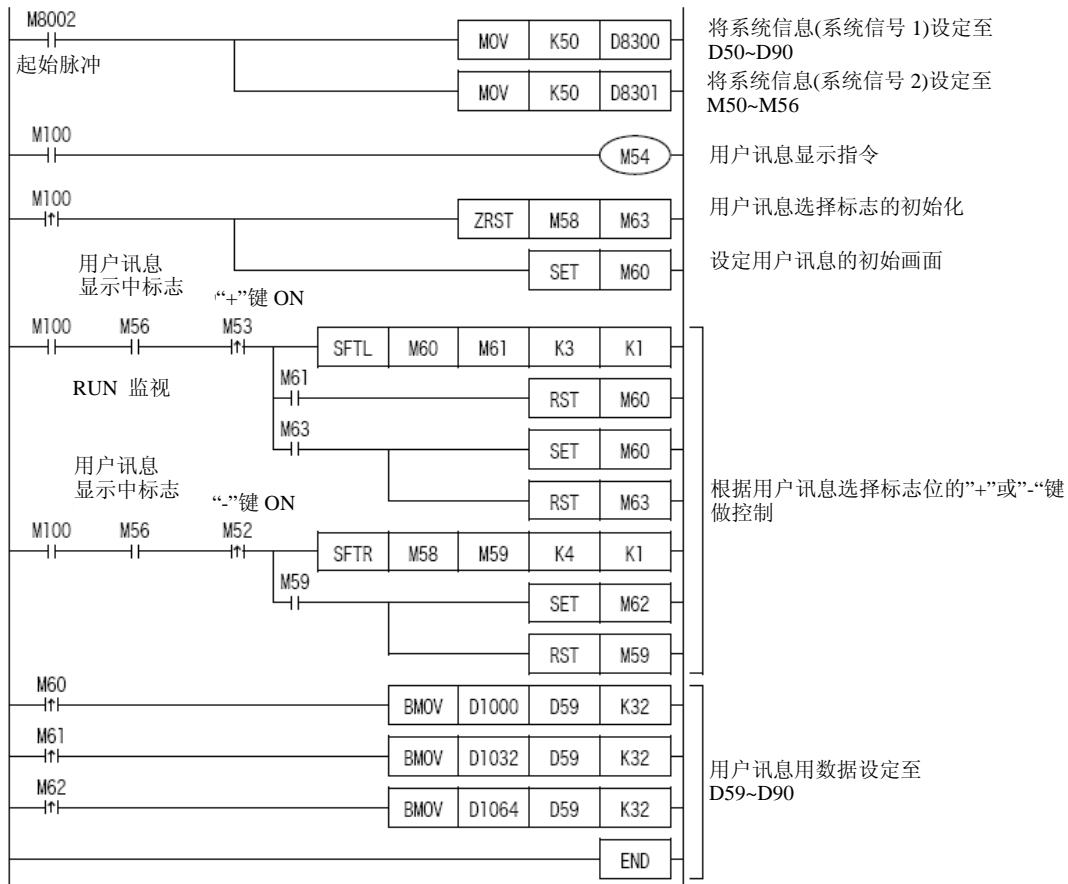 M8002
起始脉冲
MOV K50 D8300
将系统信息(系统信号 1)设定至
D50~D90
MOV K50 D8301
将系统信息(系统信号 2)设定至
M50~M56
M100
M54
用户讯息显示指令
M100
ZRST M58 M63
用户讯息选择标志的初始化
SET M60
设定用户讯息的初始画面
用户讯息
显示中标志
“+”键 ON
M100 M56 M53
SFTL M60 M61 K3 K1
RUN 监视
M61
RST M60
M63
SET M60
RST M63
用户讯息
显示中标志
“-”键 ON
根据用户讯息选择标志位的”+”或”-“键
做控制
M100 M56 M52
SFTR M58 M59 K4 K1
M59
SET M62
RST M59
M60
BMOV D1000 D59 K32
M61
BMOV D1032 D59 K32
用户讯息用数据设定至
D59~D90
M62
BMOV D1064 D59 K32
END